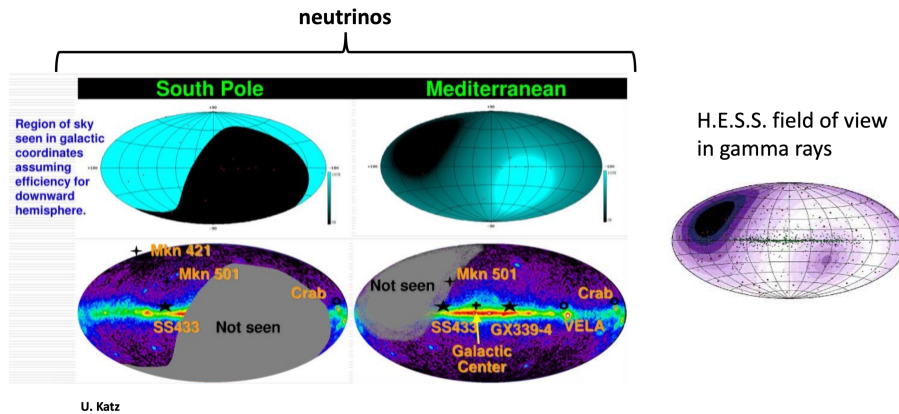 neutrinos
South Pole
Mediterranean
Region of sky
seen in galactic
coordinates
assuming
efficiency for
downward
hemisphere.
H.E.S.S. field of view
in gamma rays
Mkn 421
Mkn 501
Crab
SS433
Not seen
Not seen
Mkn 501
Crab
SS433
GX339-4
VELA
Galactic
Center
U. Katz